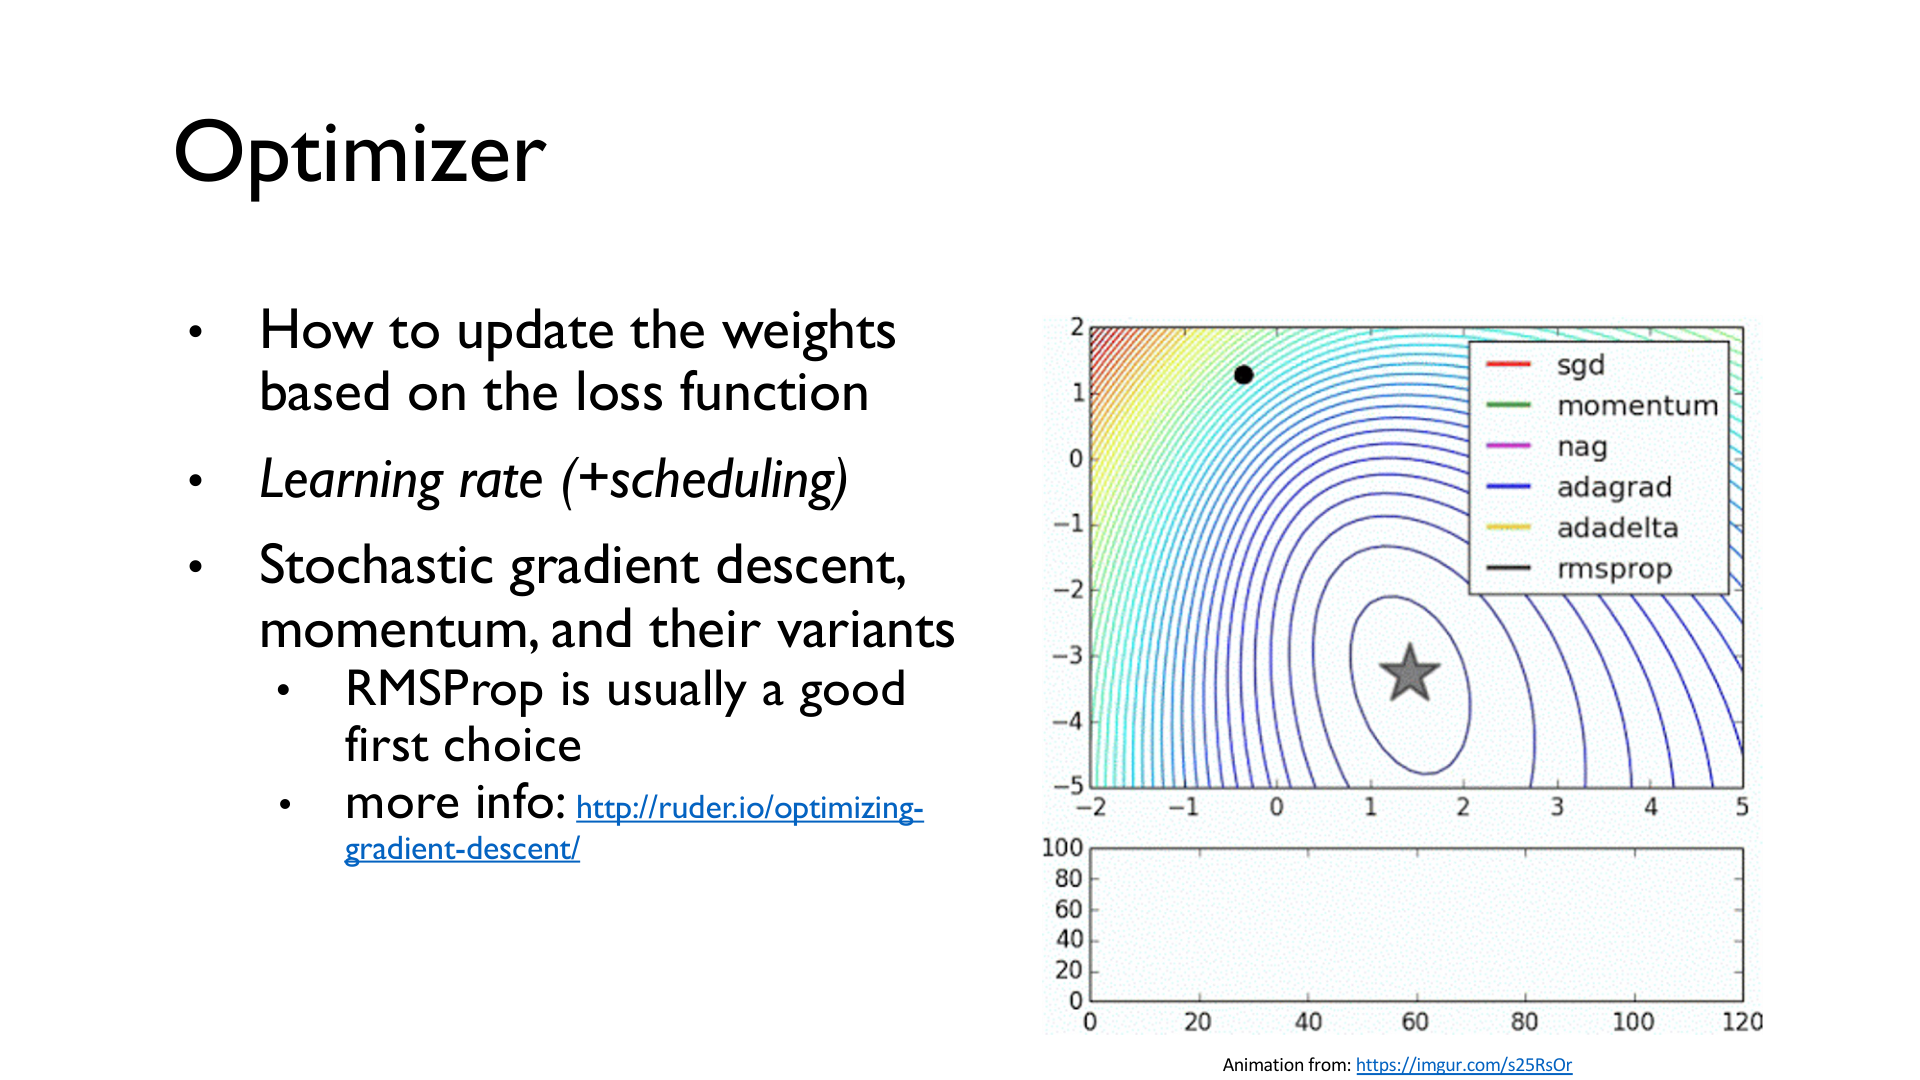 Optimizer
• How to update the weights
based on the loss function
• Learning rate (+scheduling)
• Stochastic gradient descent,
momentum, and their variants
• RMSProp is usually a good
first choice
• more info: http://ruder.io/optimizing-
gradient-descent/
2
1
0
−1
−2
−3
−4
−5
−2 −1 0 1 2 3 4 5
sgd
momentum
nag
adagrad
adadelta
rmsprop
100
80
60
40
20
0
0 20 40 60 80 100 120
Animation from: https://imgur.com/s25RsOr